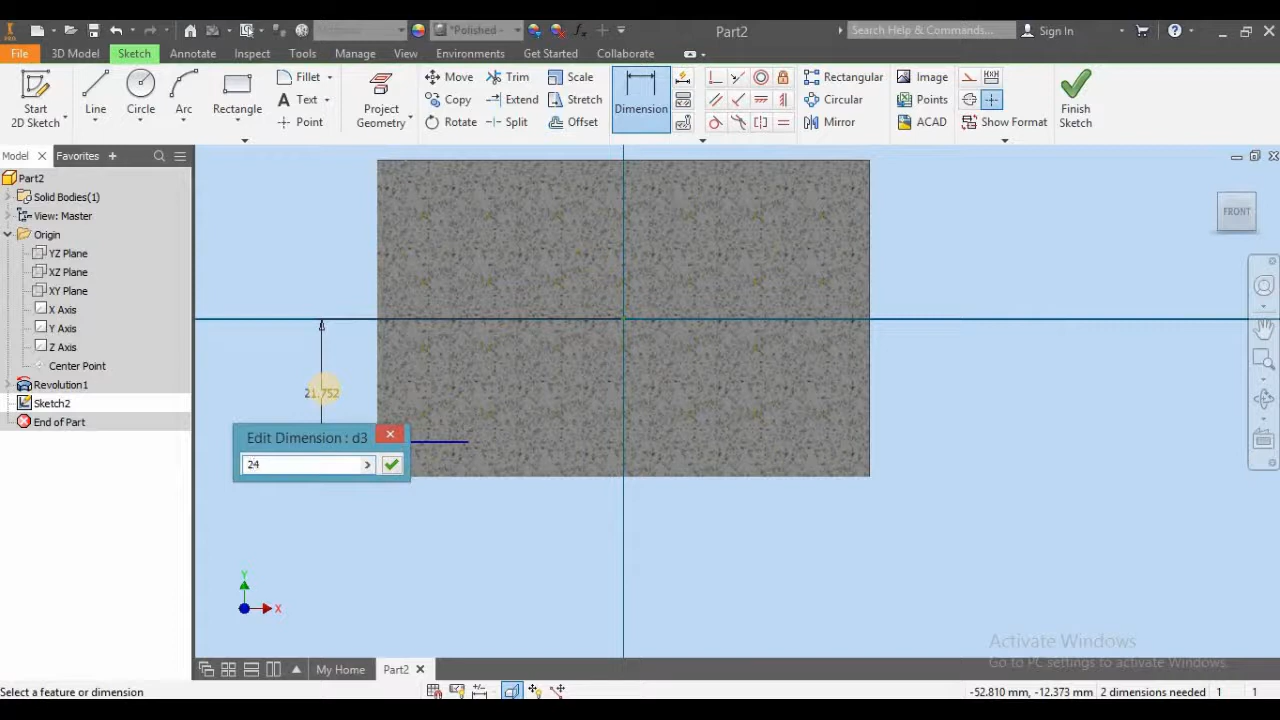 PRO
*Polished -
Part2
Search Help & Commands...
Sign In
File
3D Model
Sketch
Annotate
Inspect
Tools
Manage
View
Environments
Get Started
Collaborate
Start
2D Sketch
Line
Circle
Arc
Rectangle
Fillet
Text
Point
Project
Geometry
Move
Copy
Rotate
Trim
Extend
Split
Scale
Stretch
Offset
Dimension
Rectangular
Circular
Mirror
Image
Points
ACAD
Show Format
Finish
Sketch
Model
Favorites
Part2
Solid Bodies(1)
View: Master
Origin
YZ Plane
XZ Plane
XY Plane
X Axis
Y Axis
Z Axis
Center Point
Revolution1
Sketch2
End of Part
FRONT
21.752
Edit Dimension : d3
24
Y
X
Activate Windows
Go to PC settings to activate Windows.
My Home
Part2
Select a feature or dimension
-52.810 mm, -12.373 mm
2 dimensions needed
1
1